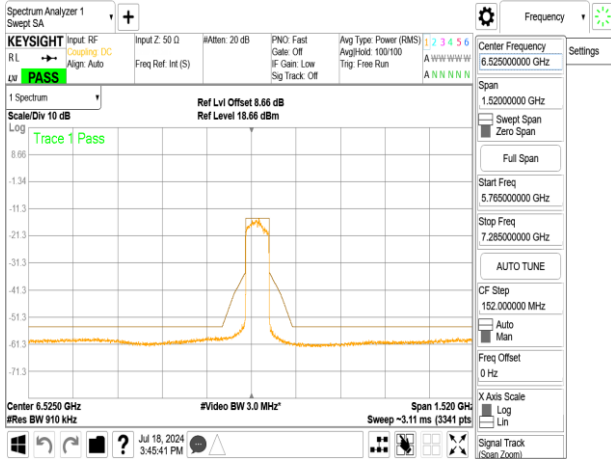 Spectrum Analyzer 1
Swept SA
Frequency
KEYSIGHT
RL
LXI
PASS
Input: RF
Coupling: DC
Align: Auto
Input Z: 50 Ω
Freq Ref: Int (S)
#Atten: 20 dB
PNO: Fast
Gate: Off
IF Gain: Low
Sig Track: Off
Avg Type: Power (RMS)
Avg|Hold: 100/100
Trig: Free Run
1 2 3 4 5 6
A W W W W W
A N N N N N
Center Frequency
6.525000000 GHz
Settings
Span
1.52000000 GHz
Swept Span
Zero Span
Full Span
Start Freq
5.765000000 GHz
Stop Freq
7.285000000 GHz
AUTO TUNE
CF Step
152.000000 MHz
Auto
Man
Freq Offset
0 Hz
X Axis Scale
Log
Lin
Signal Track
(Span Zoom)
1 Spectrum
Scale/Div 10 dB
Ref Lvl Offset 8.66 dB
Ref Level 18.66 dBm
Log
Trace 1 Pass
8.66
-1.34
-11.3
-21.3
-31.3
-41.3
-51.3
-61.3
-71.3
Center 6.5250 GHz
#Video BW 3.0 MHz*
Span 1.520 GHz
#Res BW 910 kHz
Sweep ~3.11 ms (3341 pts
Jul 18, 2024
3:45:41 PM